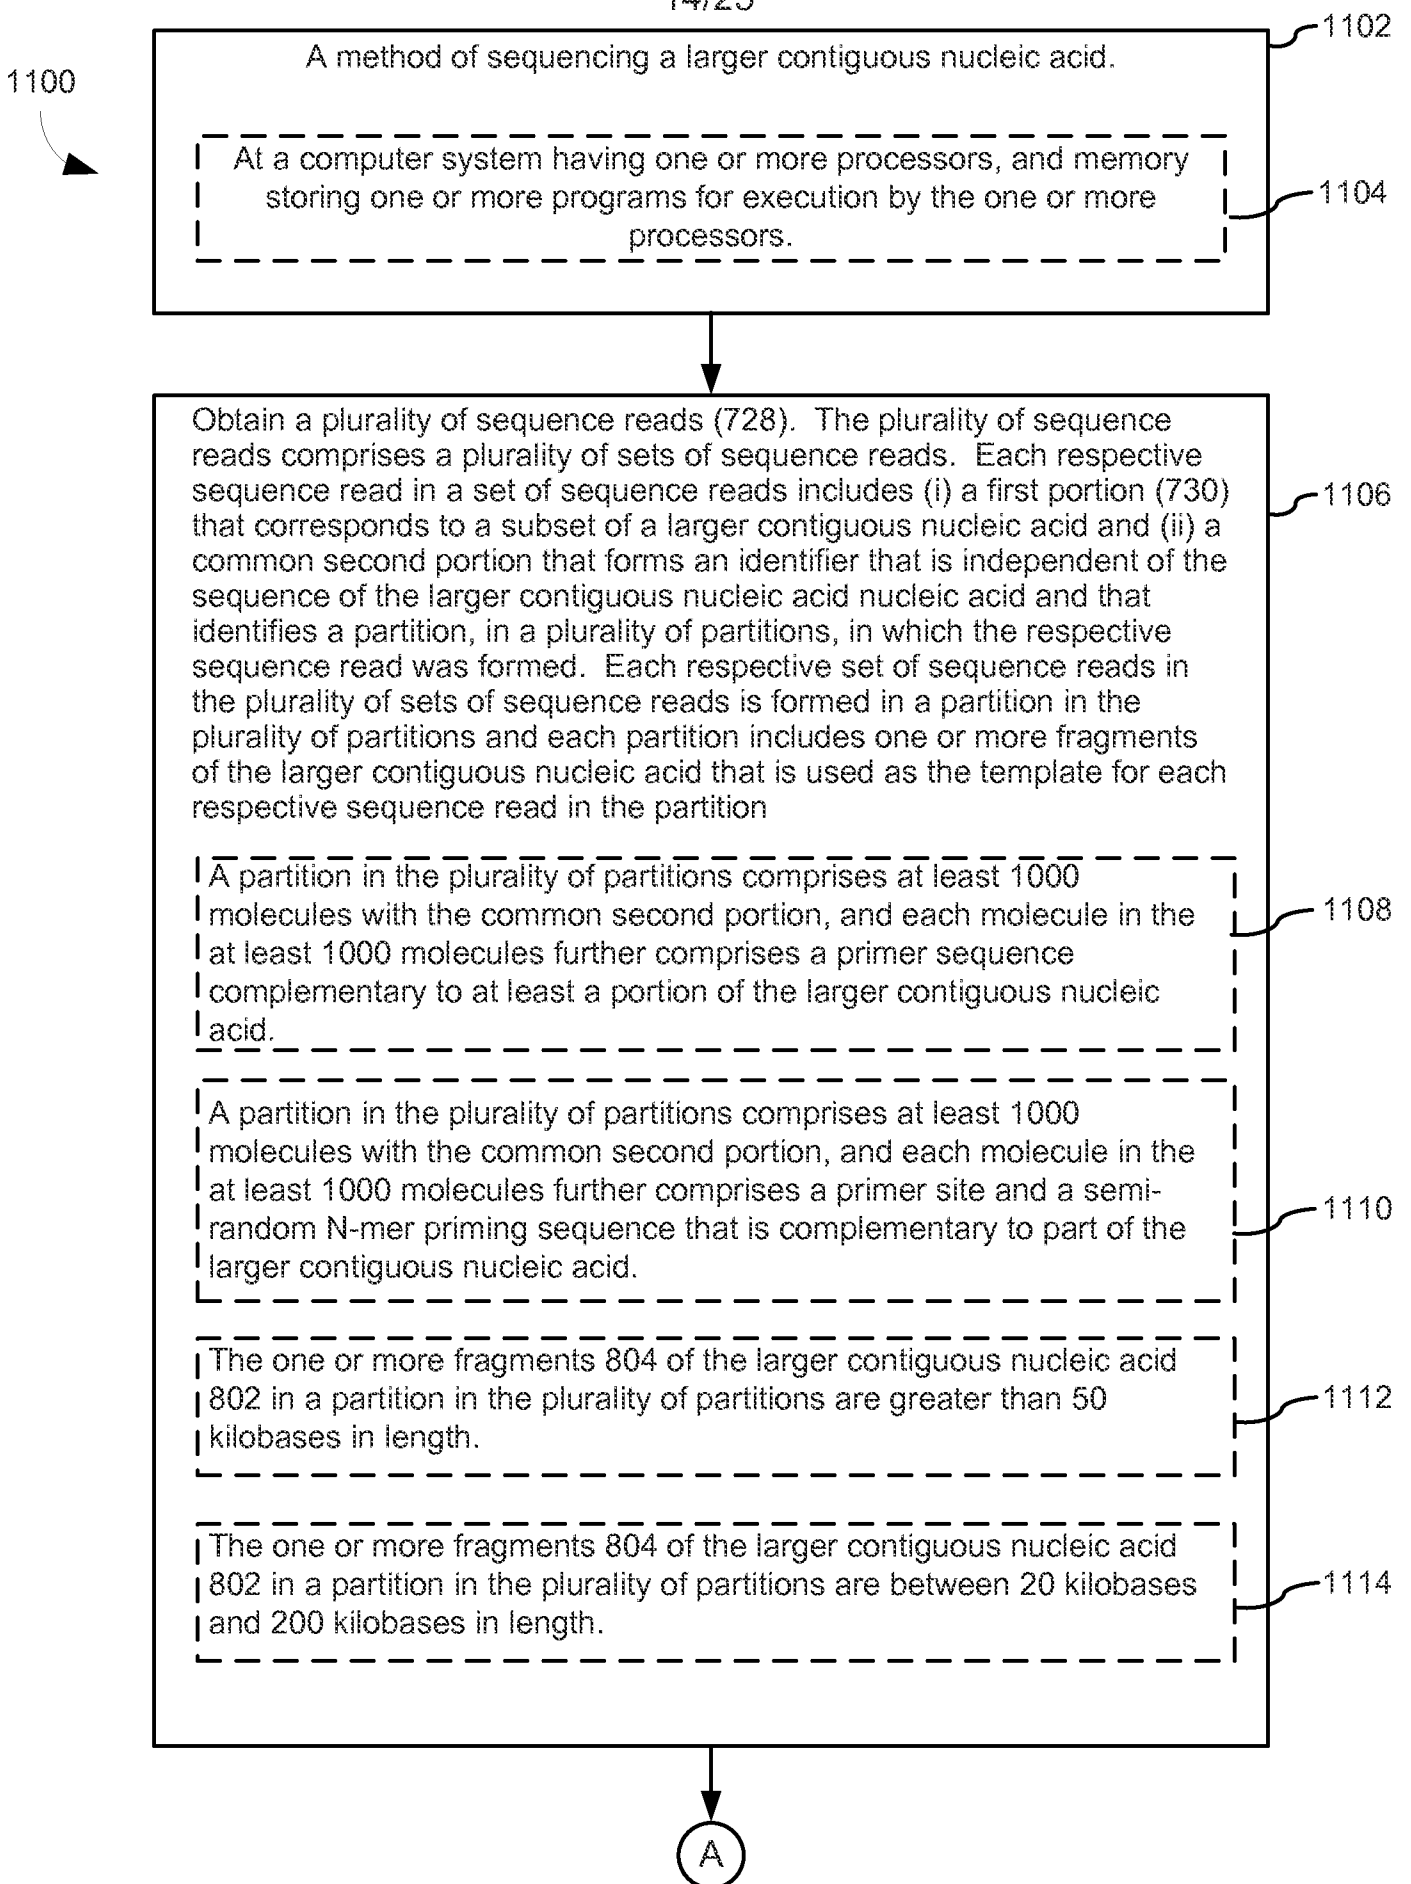 14/25
1102
A method of sequencing a larger contiguous nucleic acid.
1100
At a computer system having one or more processors, and memory
storing one or more programs for execution by the one or more
processors.
1104
Obtain a plurality of sequence reads (728).  The plurality of sequence
reads comprises a plurality of sets of sequence reads.  Each respective
sequence read in a set of sequence reads includes (i) a first portion (730)
that corresponds to a subset of a larger contiguous nucleic acid and (ii) a
common second portion that forms an identifier that is independent of the
sequence of the larger contiguous nucleic acid nucleic acid and that
identifies a partition, in a plurality of partitions, in which the respective
sequence read was formed.  Each respective set of sequence reads in
the plurality of sets of sequence reads is formed in a partition in the
plurality of partitions and each partition includes one or more fragments
of the larger contiguous nucleic acid that is used as the template for each
respective sequence read in the partition
1106
A partition in the plurality of partitions comprises at least 1000
molecules with the common second portion, and each molecule in the
at least 1000 molecules further comprises a primer sequence
complementary to at least a portion of the larger contiguous nucleic
acid.
1108
A partition in the plurality of partitions comprises at least 1000
molecules with the common second portion, and each molecule in the
at least 1000 molecules further comprises a primer site and a semi-
random N-mer priming sequence that is complementary to part of the
larger contiguous nucleic acid.
1110
The one or more fragments 804 of the larger contiguous nucleic acid
802 in a partition in the plurality of partitions are greater than 50
kilobases in length.
1112
The one or more fragments 804 of the larger contiguous nucleic acid
802 in a partition in the plurality of partitions are between 20 kilobases
and 200 kilobases in length.
1114
A